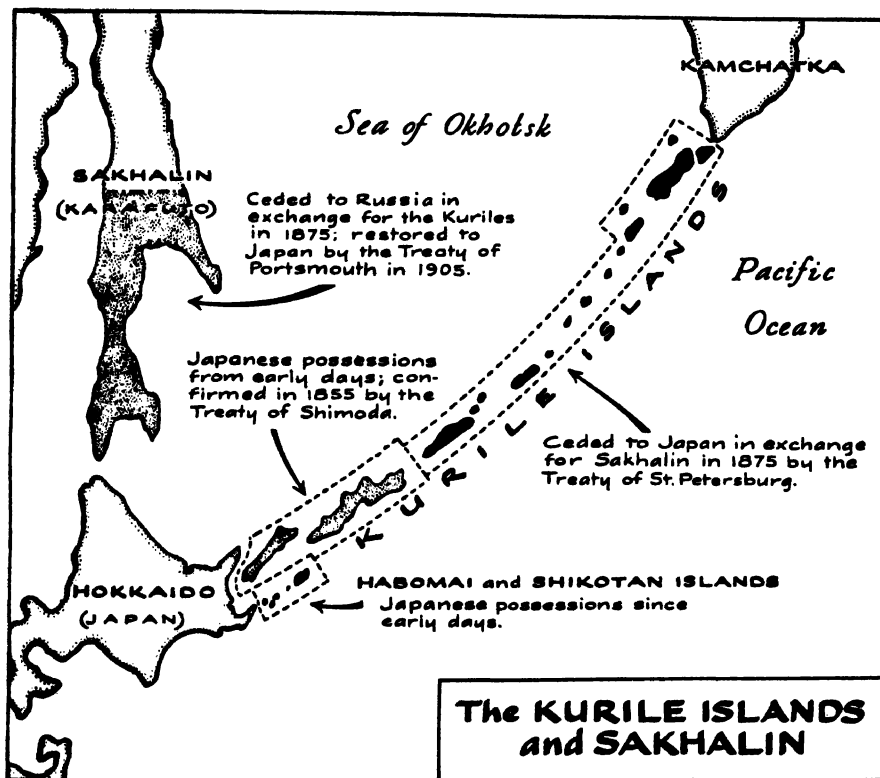 KAMCHATKA
Sea of Okhotsk
SAKHALIN
(KARAFUTO)
Ceded to Russia in
exchange for the Kuriles
in 1875; restored to
Japan by the Treaty of
Portsmouth in 1905.
Pacific
Ocean
KURILE ISLANDS
Japanese possessions
from early days; con-
firmed in 1855 by the
Treaty of Shimoda.
Ceded to Japan in exchange
for Sakhalin in 1875 by the
Treaty of St. Petersburg.
HOKKAIDO
(JAPAN)
HABOMAI and SHIKOTAN ISLANDS
Japanese possessions since
early days.
The KURILE ISLANDS
and SAKHALIN